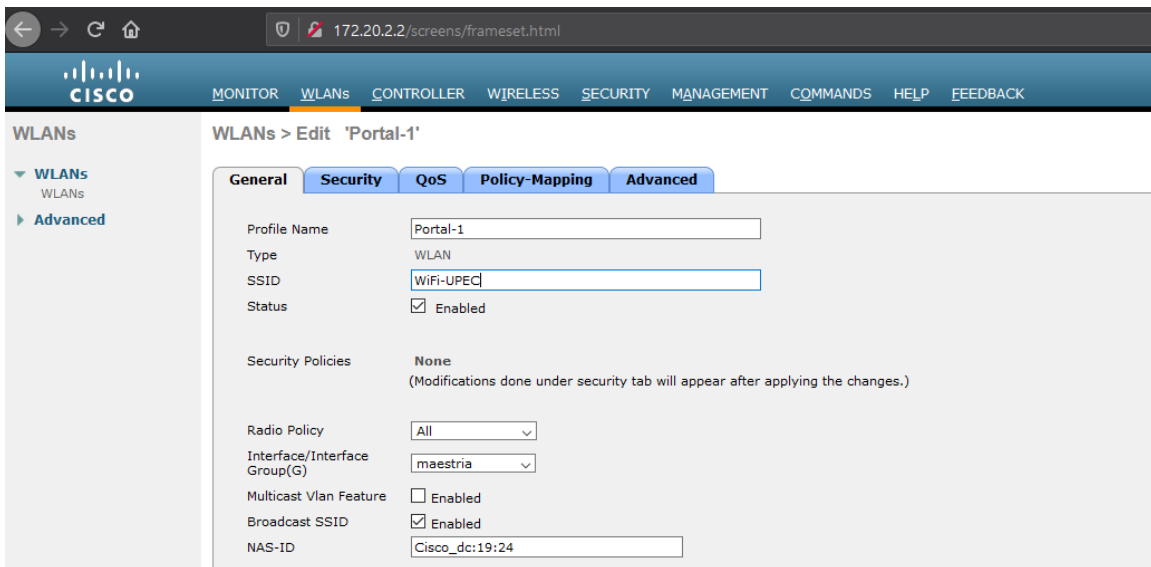 172.20.2.2/screens/frameset.html
CISCO
MONITOR WLANs CONTROLLER WIRELESS SECURITY MANAGEMENT COMMANDS HELP FEEDBACK
WLANs
WLANs > Edit 'Portal-1'
WLANs
WLANs
Advanced
General Security QoS Policy-Mapping Advanced
Profile Name Portal-1
Type WLAN
SSID WiFi-UPEC
Status Enabled
Security Policies None
(Modifications done under security tab will appear after applying the changes.)
Radio Policy All
Interface/Interface
Group(G) maestria
Multicast Vlan Feature Enabled
Broadcast SSID Enabled
NAS-ID Cisco_dc:19:24